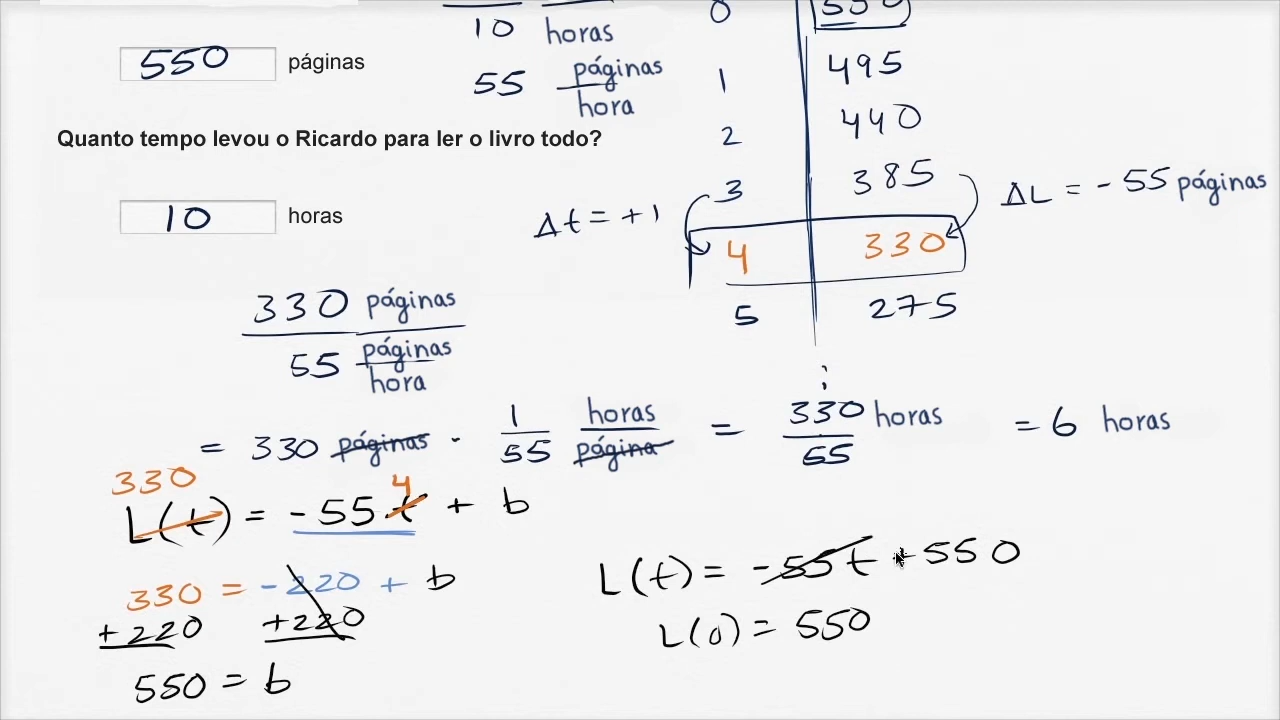 10 horas
0 550
550 páginas
55 páginas
hora
1 495
Quanto tempo levou o Ricardo para ler o livro todo?
2 440
3 385
ΔL = - 55 páginas
10 horas
Δt = + 1
4 330
5 275
330 páginas
55 páginas
hora
= 330 páginas · 1 horas = 330 horas = 6 horas
55 página 55
330 4
L(t) = - 55 t + b
L(t) = - 55 t + 550
330 = - 220 + b
+ 220 + 220
L(0) = 550
550 = b